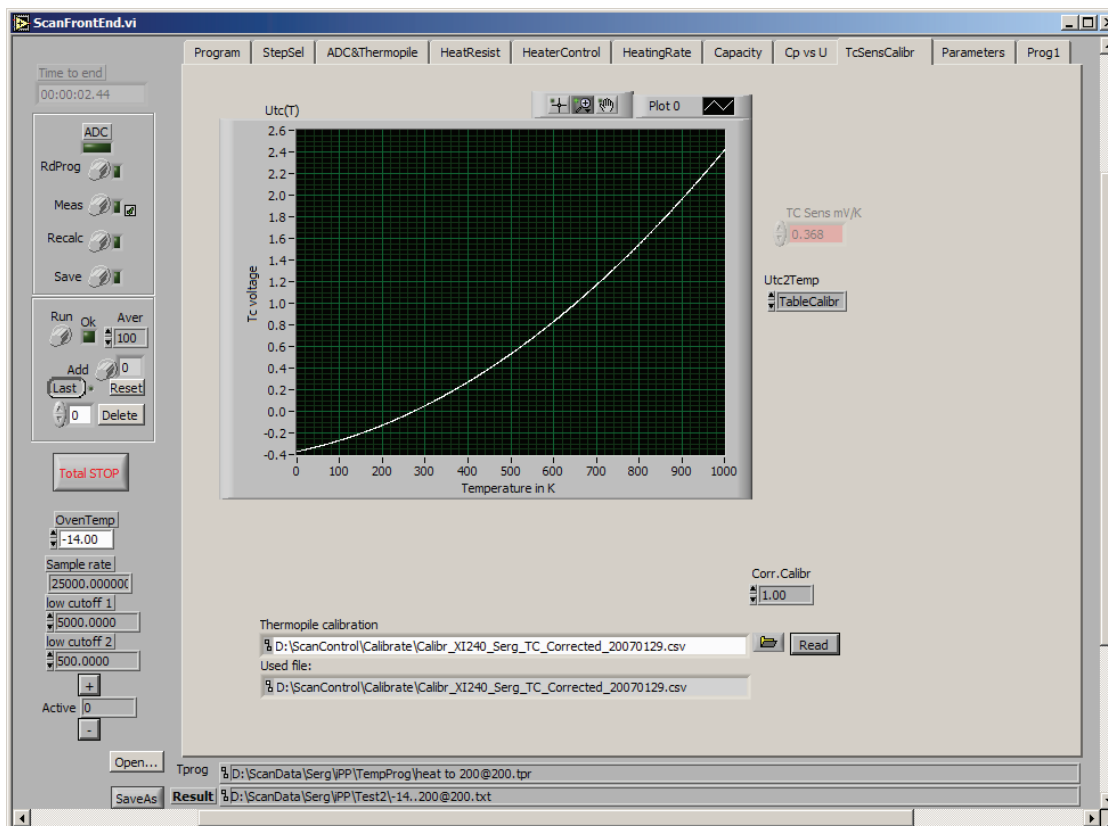 ScanFrontEnd.vi
Program StepSel ADC&Thermopile HeatResist HeaterControl HeatingRate Capacity Cp vs U TcSensCalibr Parameters Prog1
Time to end
00:00:02.44
ADC
RdProg
Meas
Recalc
Save
Run Ok Aver
100
Add 0
Last Reset
0 Delete
Total STOP
OvenTemp
-14.00
Sample rate
25000.000000
low cutoff 1
5000.0000
low cutoff 2
500.0000
+
Active 0
-
Open...
SaveAs
Utc(T)
Plot 0
2.6
2.4
2.2
2.0
1.8
1.6
1.4
1.2
1.0
0.8
0.6
0.4
0.2
0.0
-0.2
-0.4
Tc voltage
0 100 200 300 400 500 600 700 800 900 1000
Temperature in K
TC Sens mV/K
0.368
Utc2Temp
TableCalibr
Corr.Calibr
1.00
Thermopile calibration
D:\ScanControl\Calibrate\Calibr_XI240_Serg_TC_Corrected_20070129.csv Read
Used file:
D:\ScanControl\Calibrate\Calibr_XI240_Serg_TC_Corrected_20070129.csv
Tprog D:\ScanData\Serg\iPP\TempProg\heat to 200@200.tpr
Result D:\ScanData\Serg\iPP\Test2\-14..200@200.txt